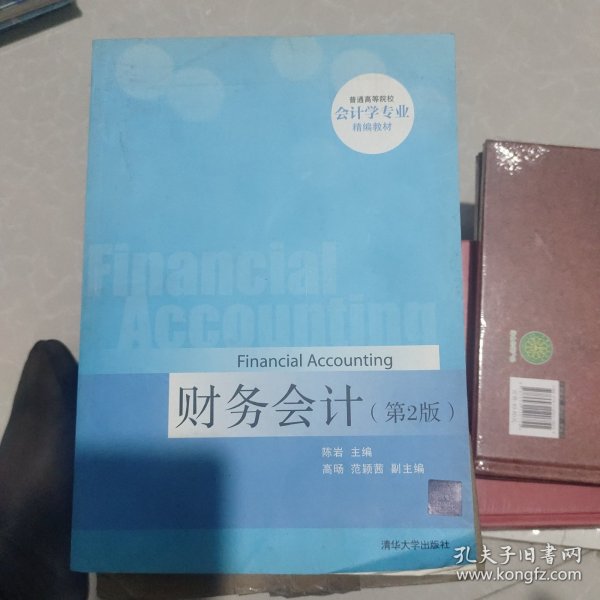 普通高等院校
会计学专业
精编教材
Financial
Accounting
Financial Accounting
财务会计（第2版）
陈岩 主编
高旸 范颖茜 副主编
清华大学出版社
孔夫子旧书网
www.kongfz.com